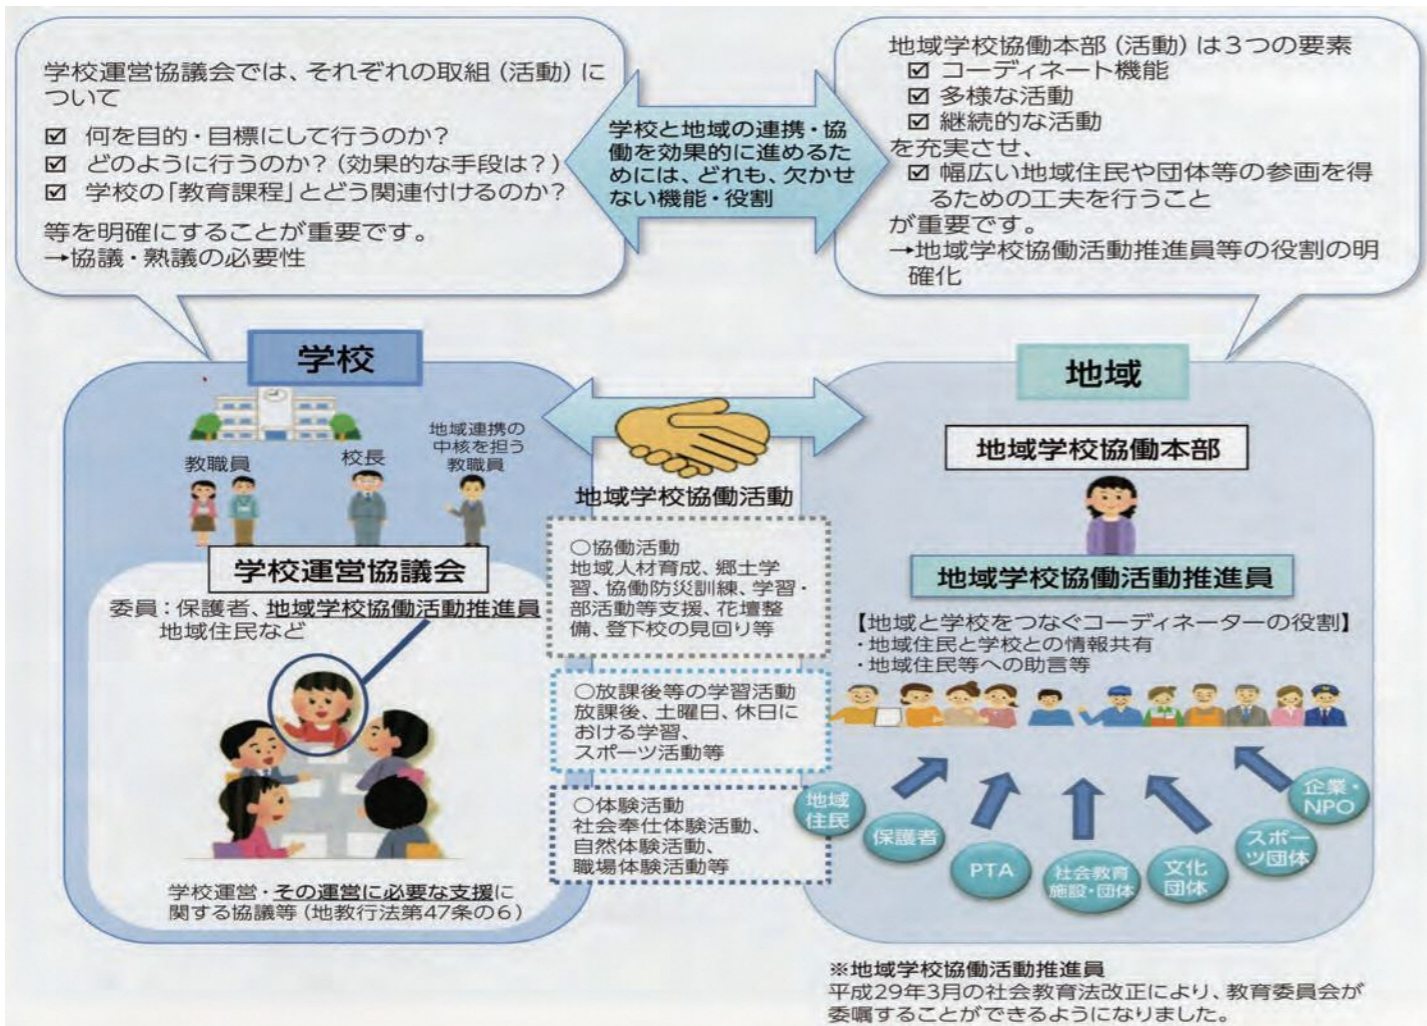 学校運営協議会では、それぞれの取組（活動）に
ついて
☑ 何を目的・目標にして行うのか？
☑ どのように行うのか？（効果的な手段は？）
☑ 学校の「教育課程」とどう関連付けるのか？
等を明確にすることが重要です。
→協議・熟議の必要性
学校と地域の連携・協
働を効果的に進めるた
めには、どれも、欠かせ
ない機能・役割
地域学校協働本部（活動）は３つの要素
☑ コーディネート機能
☑ 多様な活動
☑ 継続的な活動
を充実させ、
☑ 幅広い地域住民や団体等の参画を得
るための工夫を行うこと
が重要です。
→地域学校協働活動推進員等の役割の明
確化
学校
教職員
校長
地域連携の
中核を担う
教職員
学校運営協議会
委員：保護者、地域学校協働活動推進員
地域住民など
学校運営・その運営に必要な支援に
関する協議等（地教行法第47条の６）
地域学校協働活動
○協働活動
地域人材育成、郷土学
習、協働防災訓練、学習・
部活動等支援、花壇整
備、登下校の見回り等
○放課後等の学習活動
放課後、土曜日、休日に
おける学習、
スポーツ活動等
○体験活動
社会奉仕体験活動、
自然体験活動、
職場体験活動等
地域
地域学校協働本部
地域学校協働活動推進員
【地域と学校をつなぐコーディネーターの役割】
・地域住民と学校との情報共有
・地域住民等への助言等
地域
住民
保護者
PTA
社会教育
施設・団体
文化
団体
スポー
ツ団体
企業・
NPO
※地域学校協働活動推進員
平成29年3月の社会教育法改正により、教育委員会が
委嘱することができるようになりました。